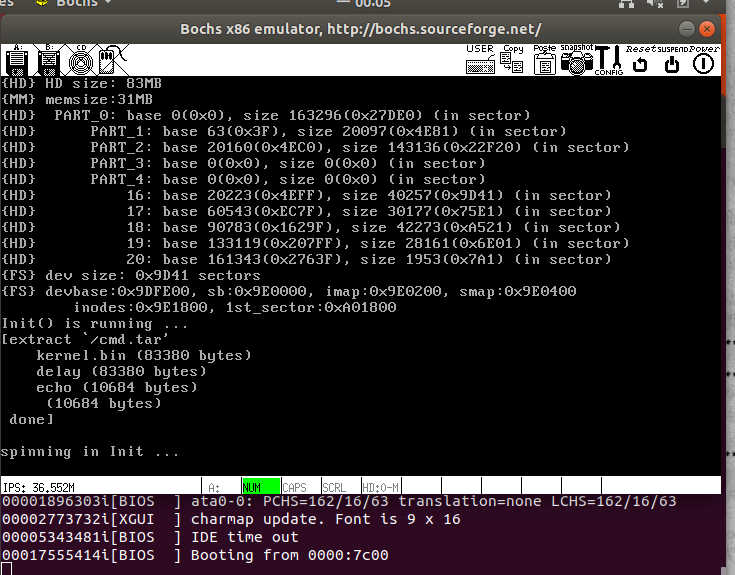 Bochs
00:05
Bochs x86 emulator, http://bochs.sourceforge.net/
A: B: CD USER Copy Paste snapshot CONFIG Reset SUSPEND Power
{HD} HD size: 83MB
{MM} memsize:31MB
{HD} PART_0: base 0(0x0), size 163296(0x27DE0) (in sector)
{HD} PART_1: base 63(0x3F), size 20097(0x4E81) (in sector)
{HD} PART_2: base 20160(0x4EC0), size 143136(0x22F20) (in sector)
{HD} PART_3: base 0(0x0), size 0(0x0) (in sector)
{HD} PART_4: base 0(0x0), size 0(0x0) (in sector)
{HD} 16: base 20223(0x4EFF), size 40257(0x9D41) (in sector)
{HD} 17: base 60543(0xEC7F), size 30177(0x75E1) (in sector)
{HD} 18: base 90783(0x1629F), size 42273(0xA521) (in sector)
{HD} 19: base 133119(0x207FF), size 28161(0x6E01) (in sector)
{HD} 20: base 161343(0x2763F), size 1953(0x7A1) (in sector)
{FS} dev size: 0x9D41 sectors
{FS} devbase:0x9DFE00, sb:0x9E0000, imap:0x9E0200, smap:0x9E0400
inodes:0x9E1800, 1st_sector:0xA01800
Init() is running ...
[extract `/cmd.tar'
kernel.bin (83380 bytes)
delay (83380 bytes)
echo (10684 bytes)
(10684 bytes)
done]
spinning in Init ...
IPS: 36.552M A: NUM CAPS SCRL HD:0-M
00001896303i[BIOS ] ata0-0: PCHS=162/16/63 translation=none LCHS=162/16/63
00002773732i[XGUI ] charmap update. Font is 9 x 16
00005343481i[BIOS ] IDE time out
00017555414i[BIOS ] Booting from 0000:7c00